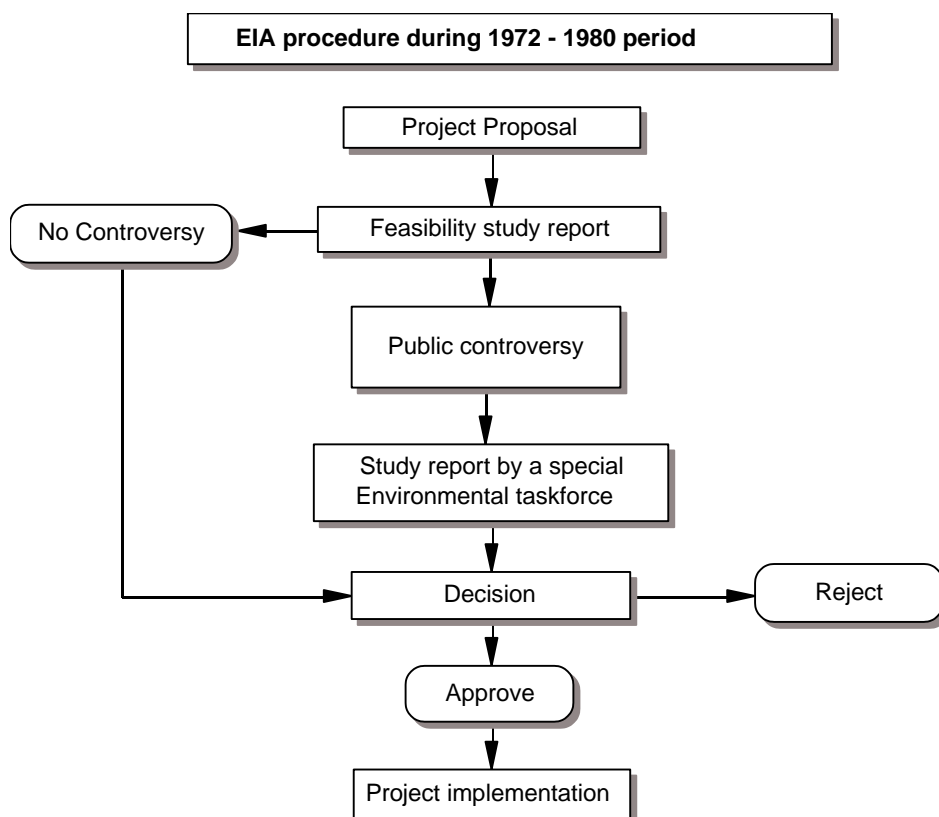 EIA procedure during 1972 - 1980 period
Project Proposal
No Controversy
Feasibility study report
Public controversy
Study report by a special
Environmental taskforce
Decision
Reject
Approve
Project implementation